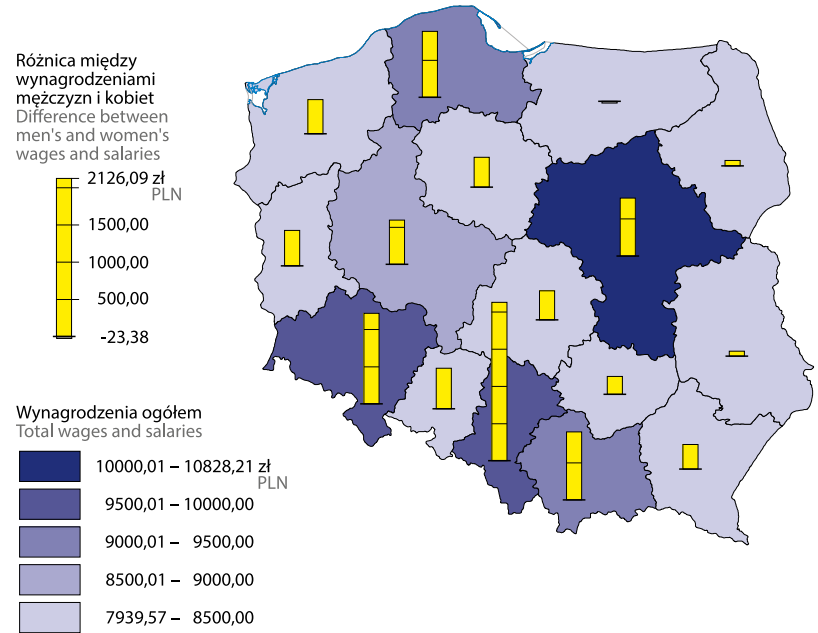 Różnica między
wynagrodzeniami
mężczyzn i kobiet
Difference between
men's and women's
wages and salaries
2126,09 zł
PLN
1500,00
1000,00
500,00
-23,38
Wynagrodzenia ogółem
Total wages and salaries
10000,01 – 10828,21 zł
PLN
9500,01 – 10000,00
9000,01 – 9500,00
8500,01 – 9000,00
7939,57 – 8500,00